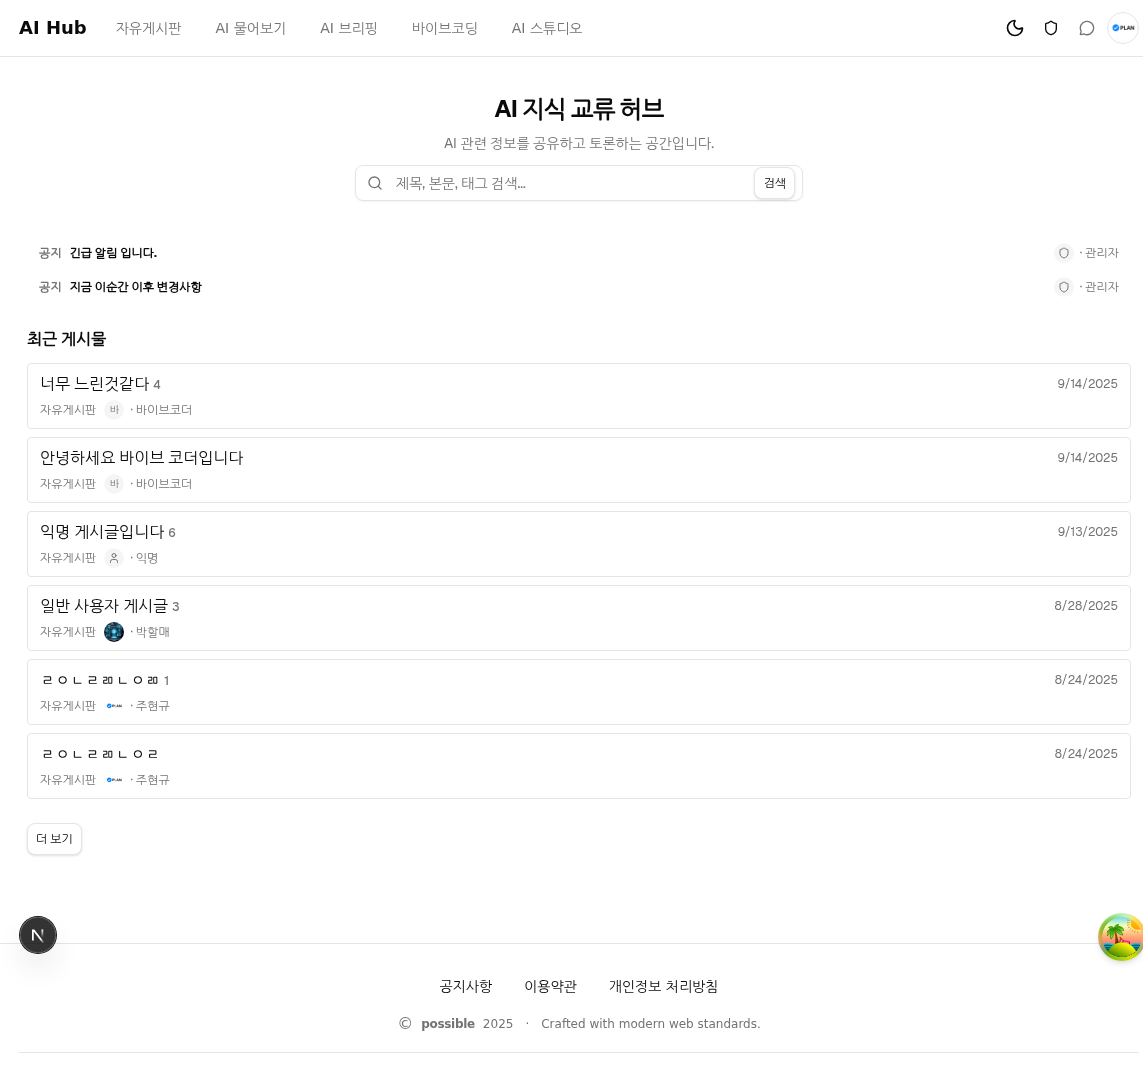 AI Hub 자유게시판 AI 물어보기 AI 브리핑 바이브코딩 AI 스튜디오 PLAN
AI 지식 교류 허브
AI 관련 정보를 공유하고 토론하는 공간입니다.
제목, 본문, 태그 검색... 검색
공지 긴급 알림 입니다. · 관리자
공지 지금 이순간 이후 변경사항 · 관리자
최근 게시물
너무 느린것같다 4 9/14/2025
자유게시판 바 · 바이브코더
안녕하세요 바이브 코더입니다 9/14/2025
자유게시판 바 · 바이브코더
익명 게시글입니다 6 9/13/2025
자유게시판 · 익명
일반 사용자 게시글 3 8/28/2025
자유게시판 · 박할매
ㄹㅇㄴㄹㄻㄴㅇㄻ 1 8/24/2025
자유게시판 PLAN · 주현규
ㄹㅇㄴㄹㄻㄴㅇㄹ 8/24/2025
자유게시판 PLAN · 주현규
더 보기
N
공지사항 이용약관 개인정보 처리방침
© possible 2025 · Crafted with modern web standards.